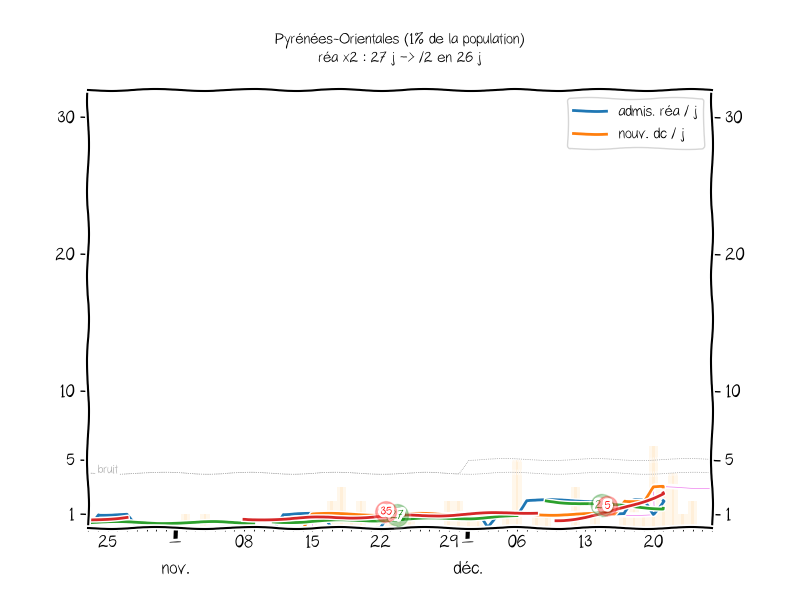 Pyrénées-Orientales (1% de la population)
réa x2 : 27 j -> /2 en 26 j
admis. réa / j
nouv. dc / j
30 30
20 20
10 10
5 5
bruit
1 1
35
5
25 08 15 22 29 06 13 20
nov. déc.